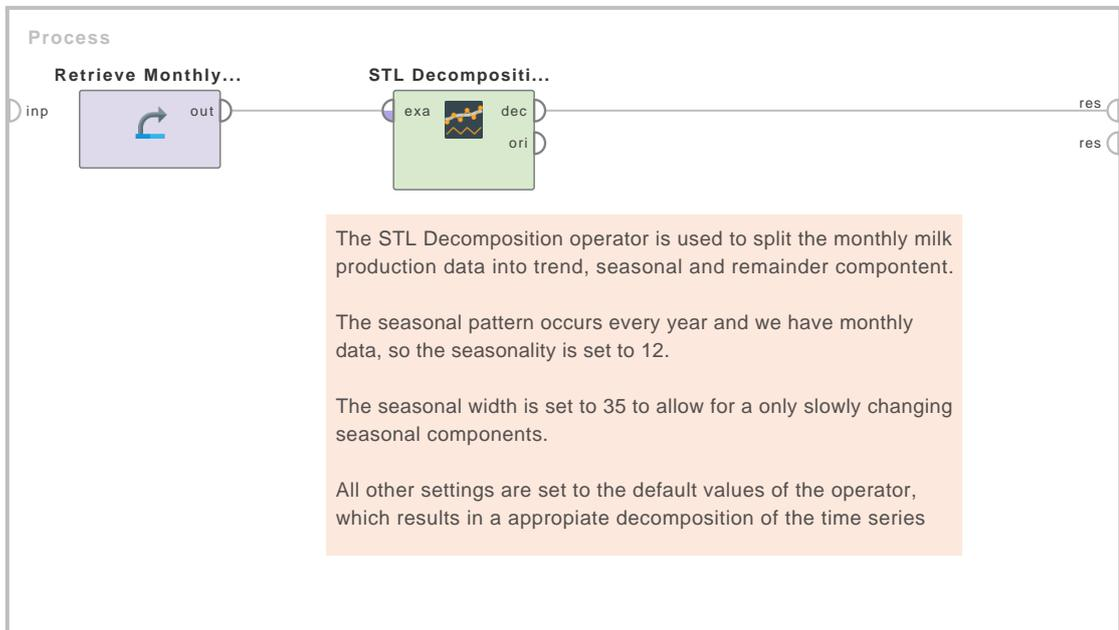 Process
Retrieve Monthly...
STL Decompositi...
inp
out
exa
dec
ori
res
res
The STL Decomposition operator is used to split the monthly milk
production data into trend, seasonal and remainder compontent.
The seasonal pattern occurs every year and we have monthly
data, so the seasonality is set to 12.
The seasonal width is set to 35 to allow for a only slowly changing
seasonal components.
All other settings are set to the default values of the operator,
which results in a appropiate decomposition of the time series